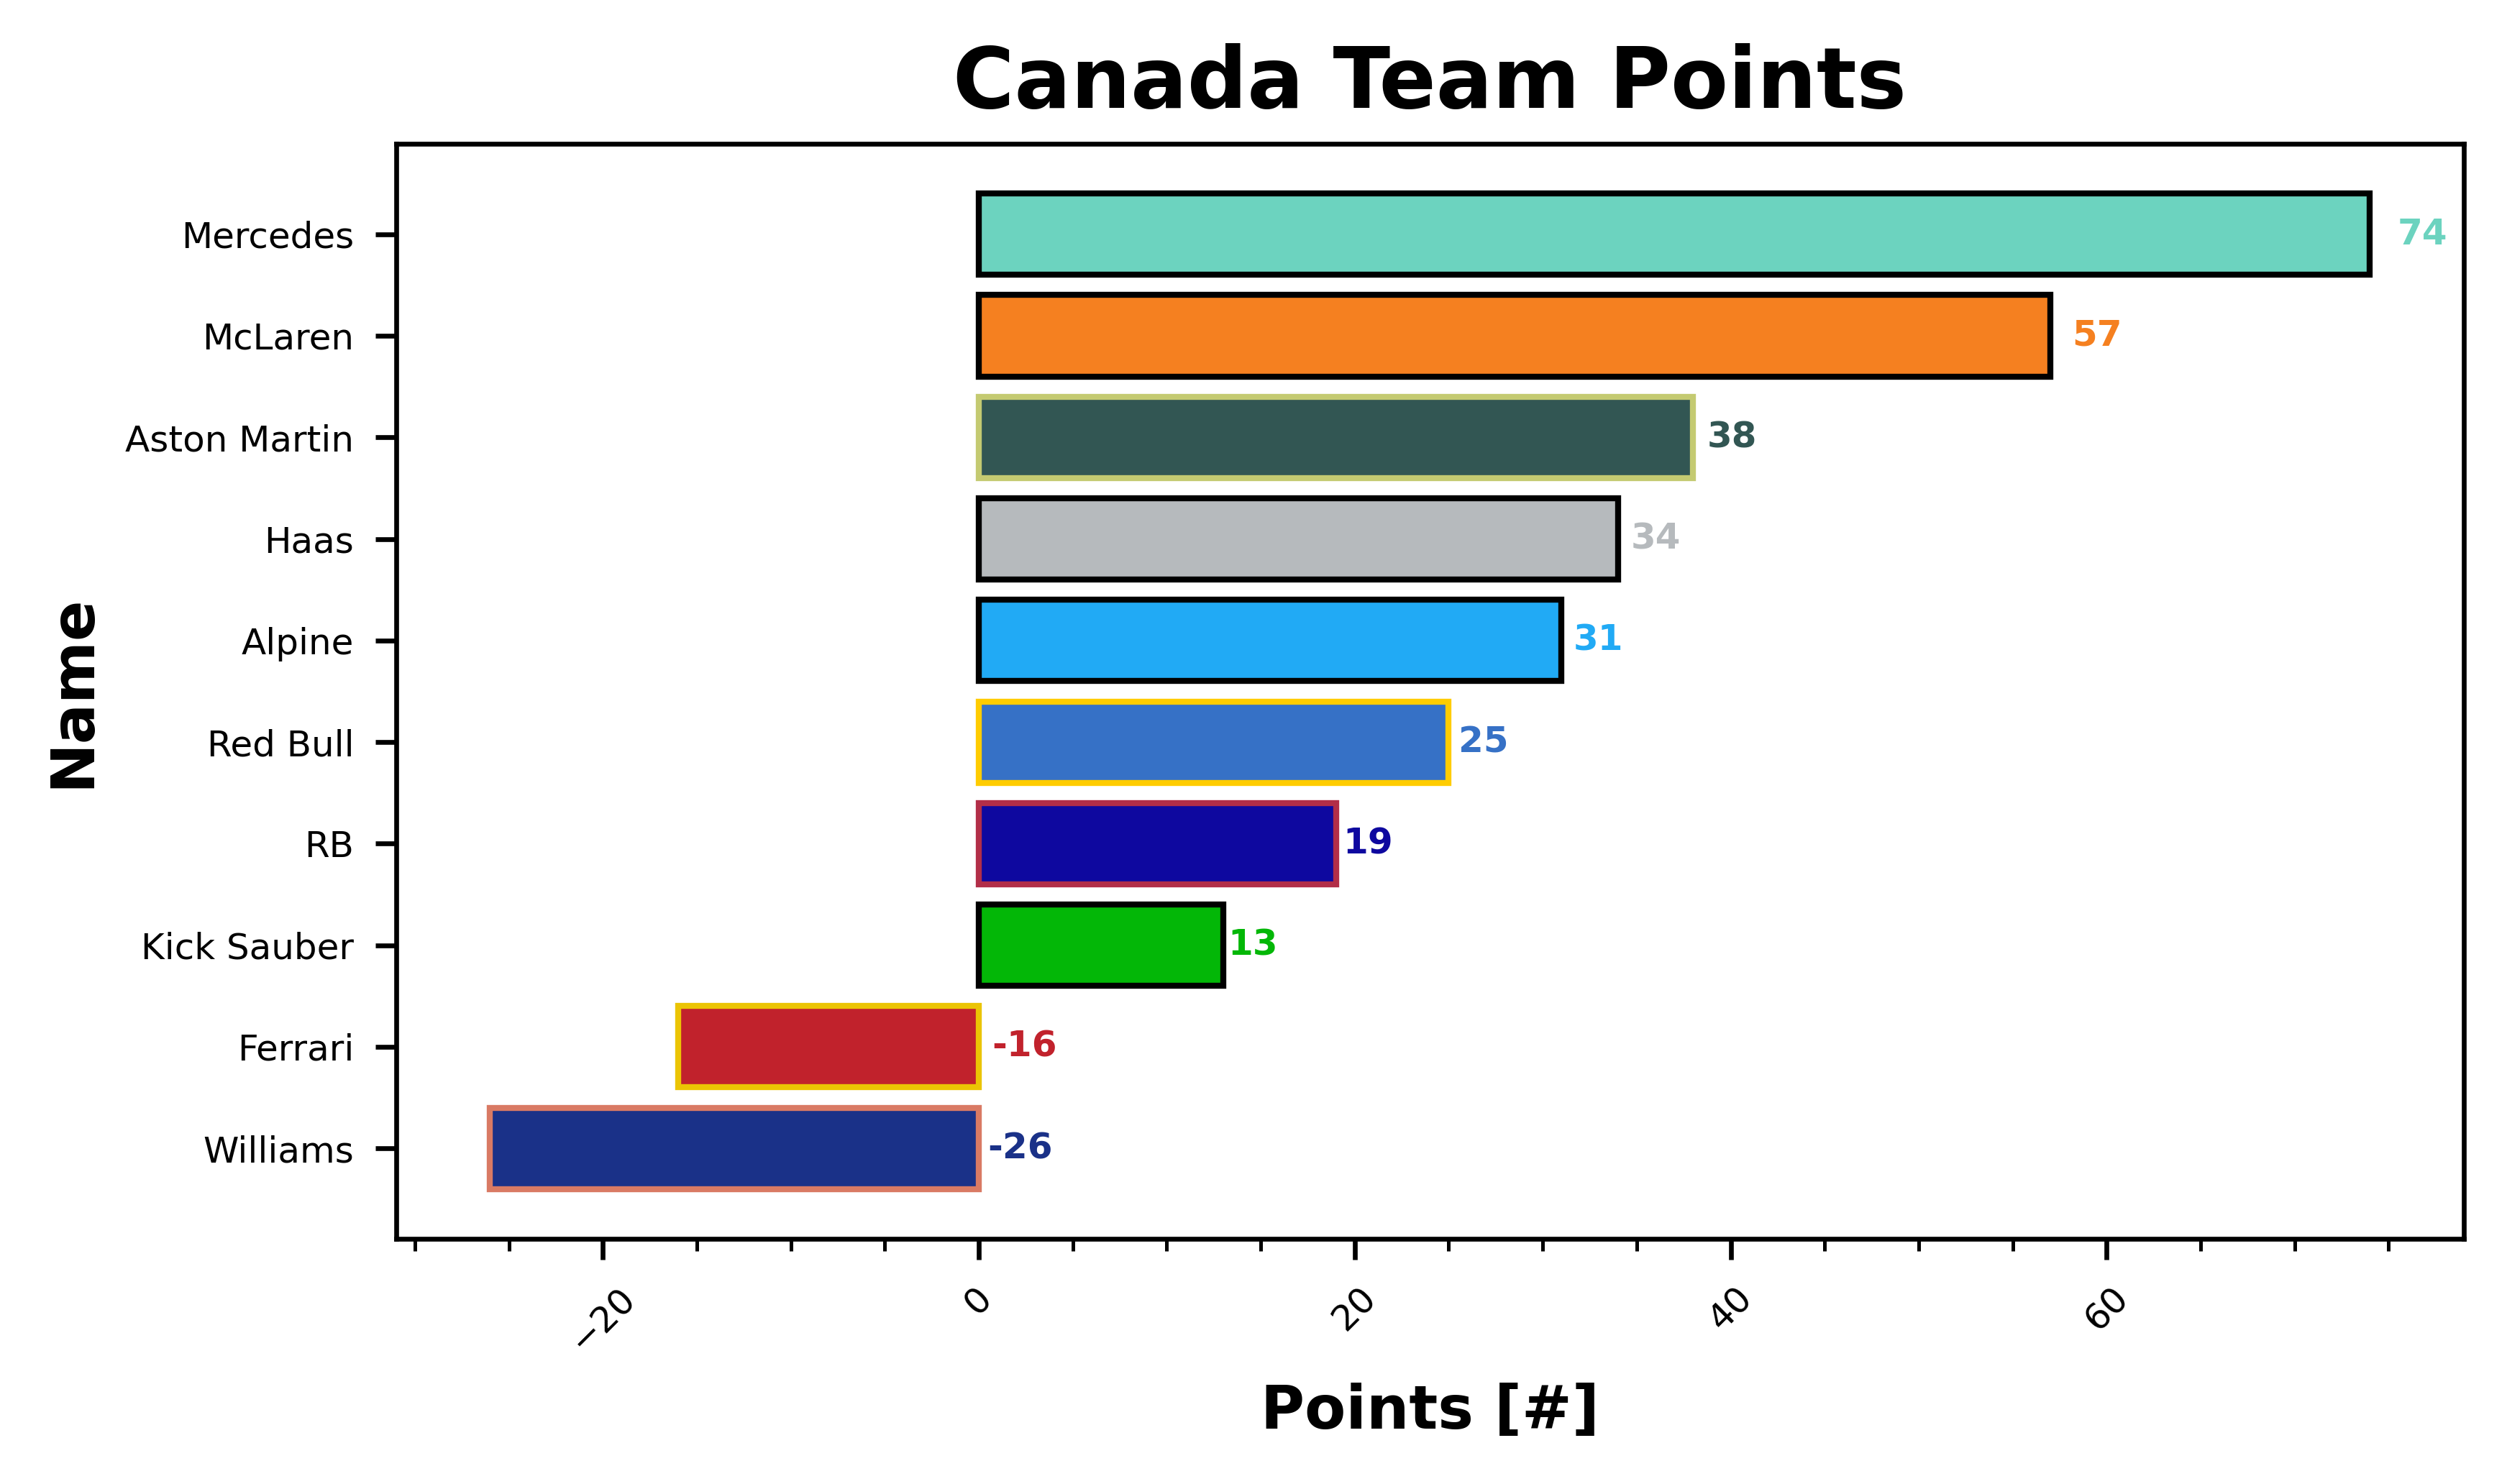 Canada Team Points
Name
Mercedes 74
McLaren 57
Aston Martin 38
Haas 34
Alpine 31
Red Bull 25
RB 19
Kick Sauber 13
Ferrari -16
Williams -26
−20 0 20 40 60
Points [#]